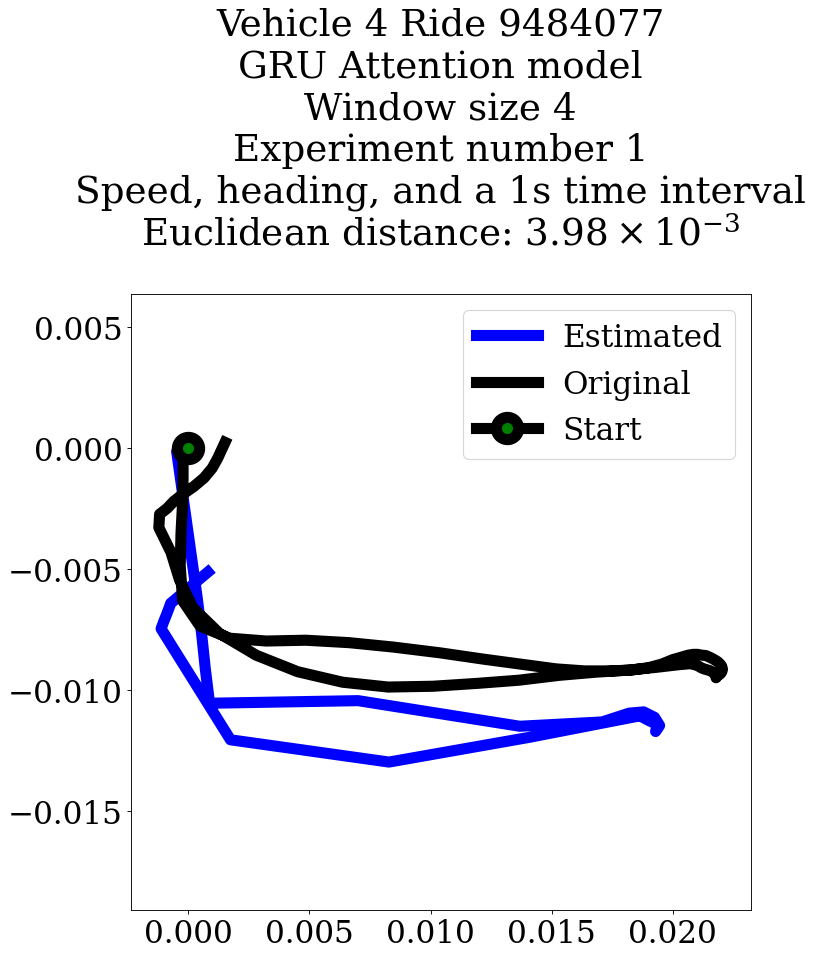 Vehicle 4 Ride 9484077
GRU Attention model
Window size 4
Experiment number 1
Speed, heading, and a 1s time interval
Euclidean distance: 3.98 × 10⁻³
Estimated
Original
Start
0.005
0.000
−0.005
−0.010
−0.015
0.000 0.005 0.010 0.015 0.020